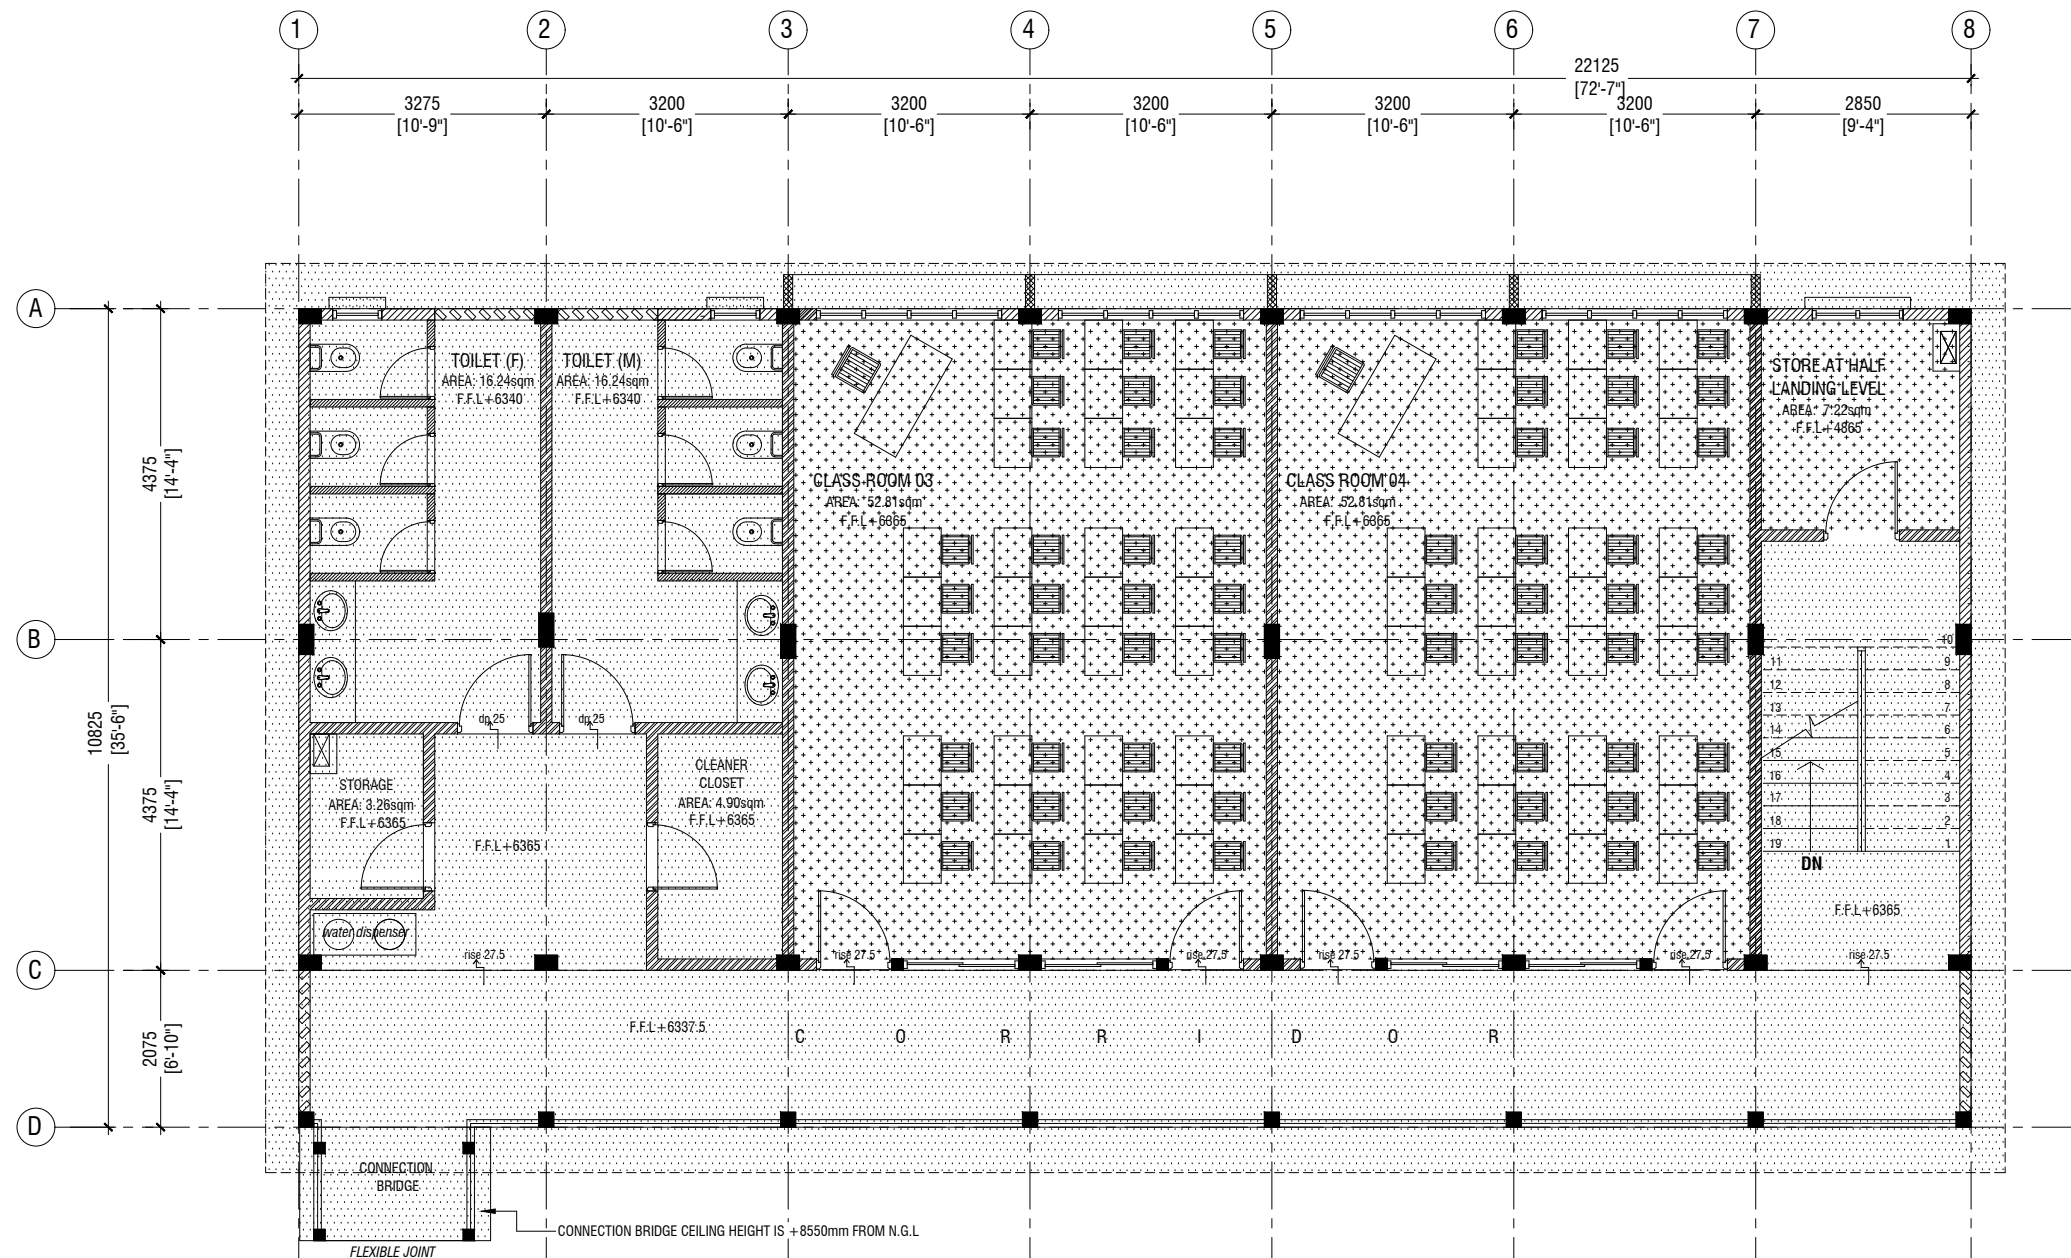 1 2 3 4 5 6 7 8
22125
[72'-7"]
3275 3200 3200 3200 3200 3200 2850
[10'-9"] [10'-6"] [10'-6"] [10'-6"] [10'-6"] [10'-6"] [9'-4"]
A
B
C
D
4375
[14'-4"]
4375
[14'-4"]
2075
[6'-10"]
10825
[35'-6"]
TOILET (F)
AREA: 16.24sqm
F.F.L+6340
TOILET (M)
AREA: 16.24sqm
F.F.L+6340
CLASS ROOM 03
AREA: 52.81sqm
F.F.L+6365
CLASS ROOM 04
AREA: 52.81sqm
F.F.L+6365
STORE AT HALF
LANDING LEVEL
AREA: 7.22sqm
F.F.L+4865
dp 25
dp 25
STORAGE
AREA: 3.26sqm
F.F.L+6365
F.F.L+6365
CLEANER
CLOSET
AREA: 4.90sqm
F.F.L+6365
water dispenser
10
11 9
12 8
13 7
14 6
15 5
16 4
17 3
18 2
19 1
DN
F.F.L+6365
rise 27.5
rise 27.5
rise 27.5
rise 27.5
rise 27.5
rise 27.5
F.F.L+6337.5
C O R R I D O R
CONNECTION
BRIDGE
CONNECTION BRIDGE CEILING HEIGHT IS +8550mm FROM N.G.L
FLEXIBLE JOINT